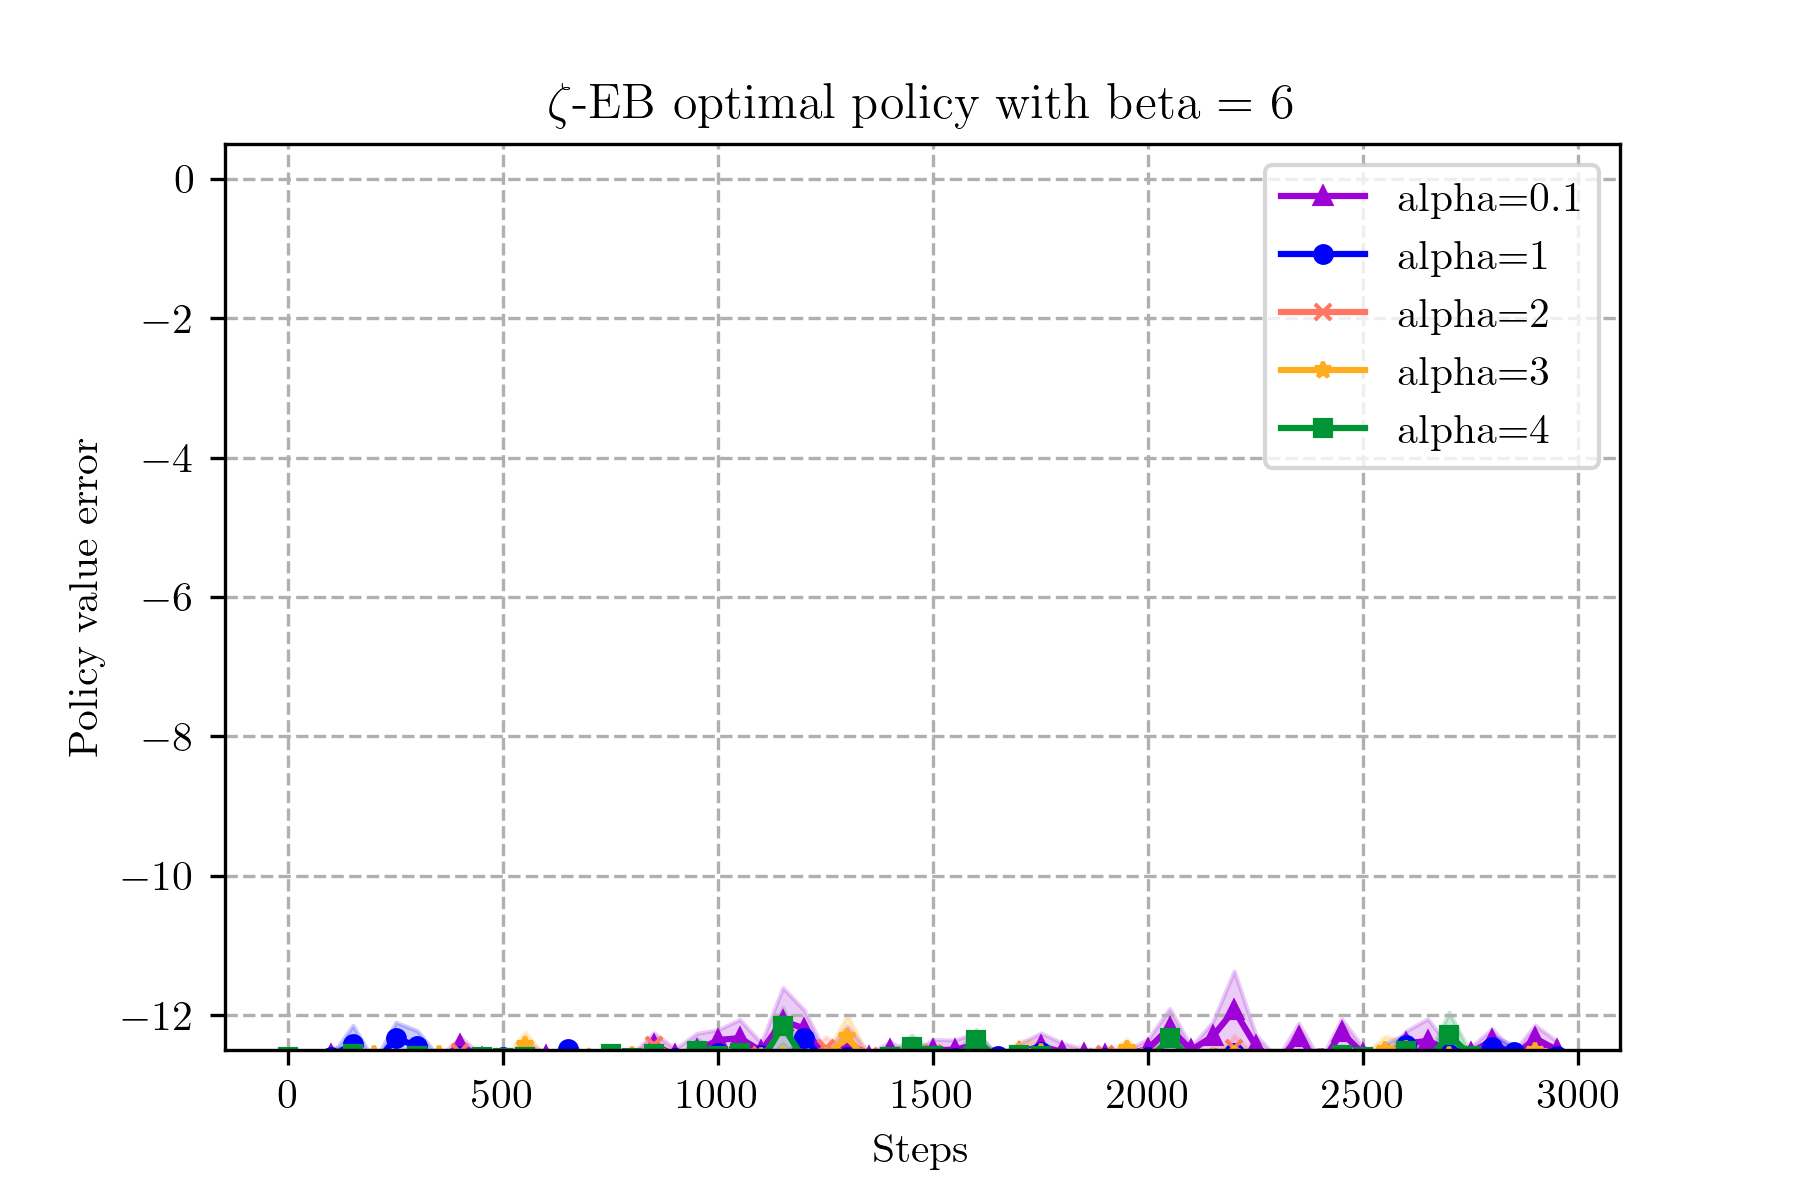 ζ-EB optimal policy with beta = 6
Policy value error
0
−2
−4
−6
−8
−10
−12
alpha=0.1
alpha=1
alpha=2
alpha=3
alpha=4
0 500 1000 1500 2000 2500 3000
Steps